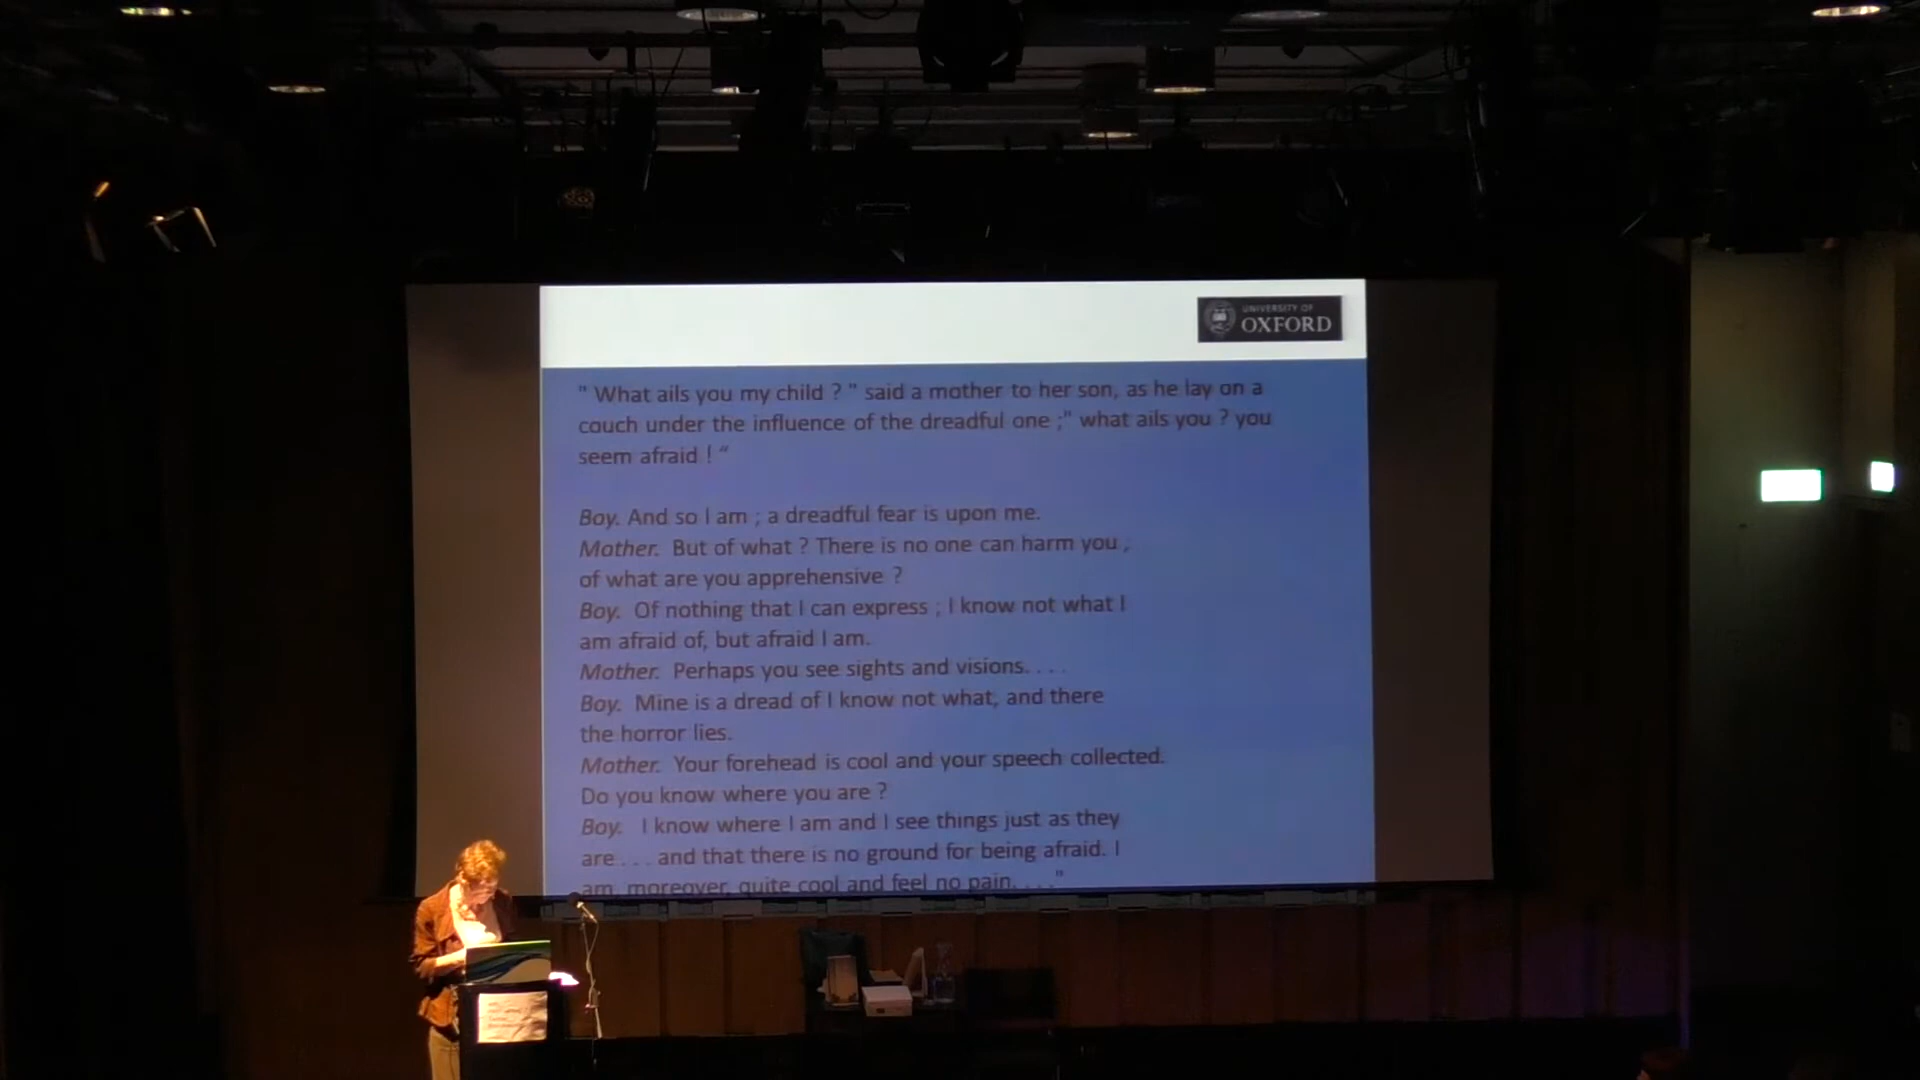 UNIVERSITY OF
OXFORD
" What ails you my child ? " said a mother to her son, as he lay on a
couch under the influence of the dreadful one ;" what ails you ? you
seem afraid ! “
Boy. And so I am ; a dreadful fear is upon me.
Mother. But of what ? There is no one can harm you ;
of what are you apprehensive ?
Boy. Of nothing that I can express ; I know not what I
am afraid of, but afraid I am.
Mother. Perhaps you see sights and visions. . . .
Boy. Mine is a dread of I know not what, and there
the horror lies.
Mother. Your forehead is cool and your speech collected.
Do you know where you are ?
Boy. I know where I am and I see things just as they
are . . . and that there is no ground for being afraid. I
am, moreover, quite cool and feel no pain. . . ."